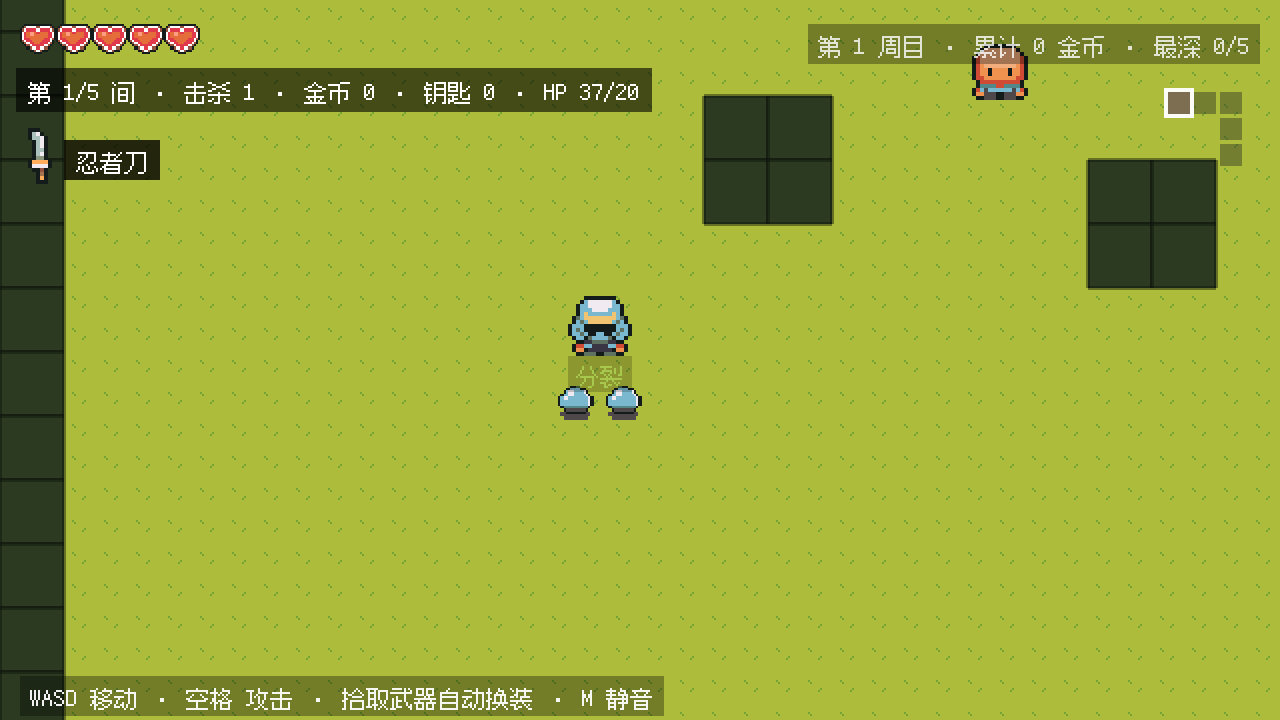 第 1 周目 · 累计 0 金币 · 最深 0/5
第 1/5 间 · 击杀 1 · 金币 0 · 钥匙 0 · HP 37/20
忍者刀
分裂
WASD 移动 · 空格 攻击 · 拾取武器自动换装 · M 静音